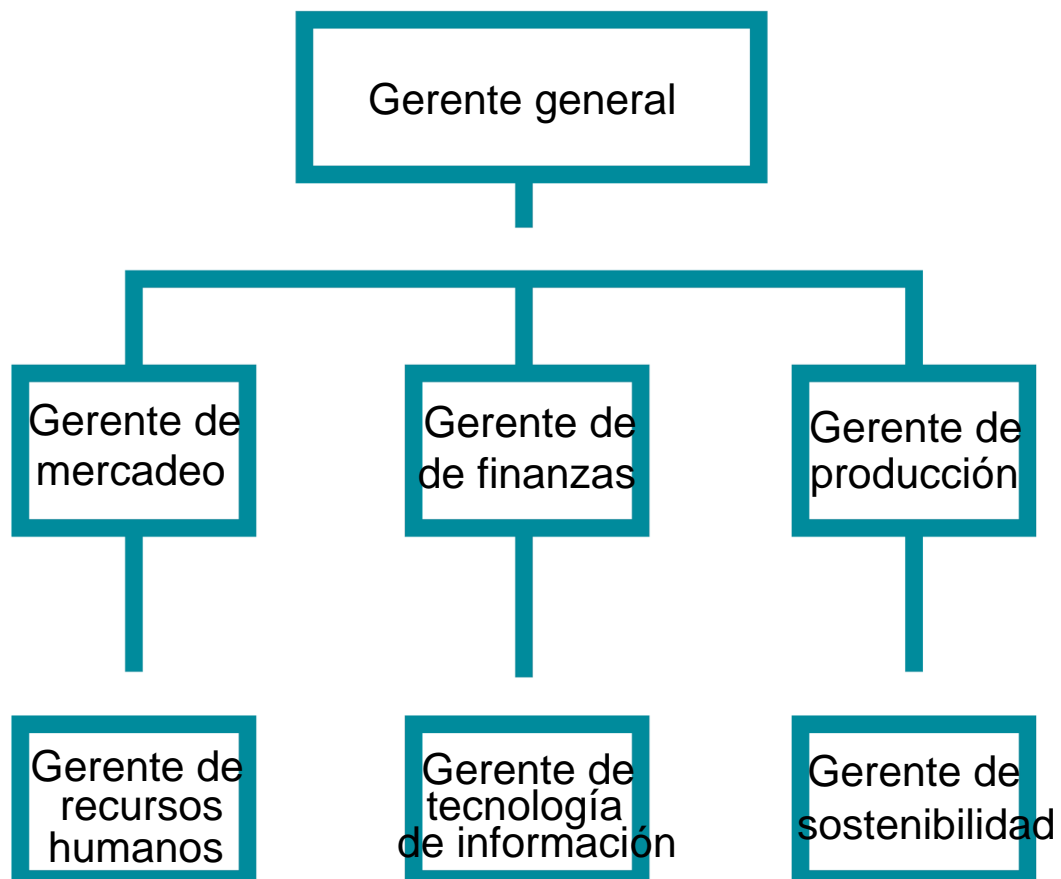 Gerente general
Gerente de
mercadeo
Gerente de
de finanzas
Gerente de
producción
Gerente de
recursos
humanos
Gerente de
tecnología
de información
Gerente de
sostenibilidad